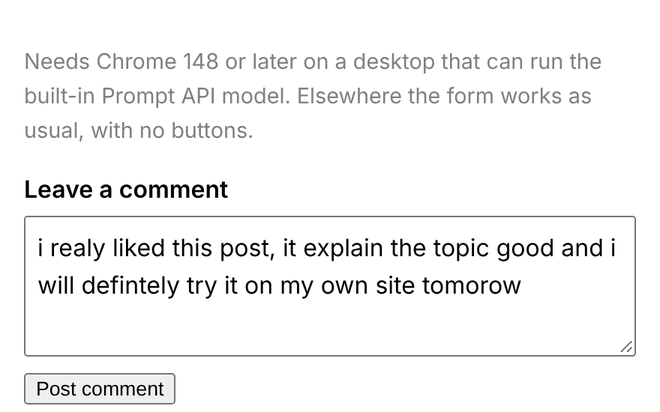 Needs Chrome 148 or later on a desktop that can run the
built-in Prompt API model. Elsewhere the form works as
usual, with no buttons.
Leave a comment
i realy liked this post, it explain the topic good and i
will defintely try it on my own site tomorow
Post comment